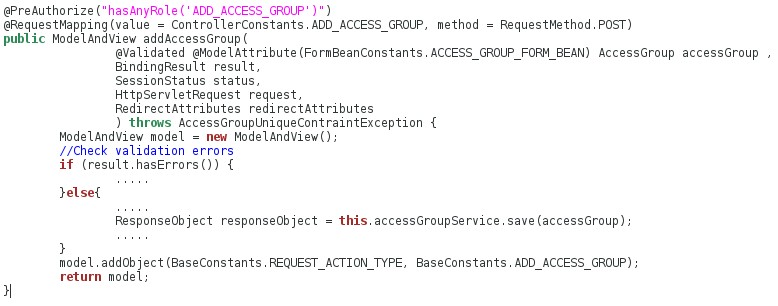 @PreAuthorize("hasAnyRole('ADD_ACCESS_GROUP')")
@RequestMapping(value = ControllerConstants.ADD_ACCESS_GROUP, method = RequestMethod.POST)
public ModelAndView addAccessGroup(
@Validated @ModelAttribute(FormBeanConstants.ACCESS_GROUP_FORM_BEAN) AccessGroup accessGroup ,
BindingResult result,
SessionStatus status,
HttpServletRequest request,
RedirectAttributes redirectAttributes
) throws AccessGroupUniqueContraintException {
ModelAndView model = new ModelAndView();
//Check validation errors
if (result.hasErrors()) {
.....
}else{
.....
ResponseObject responseObject = this.accessGroupService.save(accessGroup);
.....
}
model.addObject(BaseConstants.REQUEST_ACTION_TYPE, BaseConstants.ADD_ACCESS_GROUP);
return model;
}